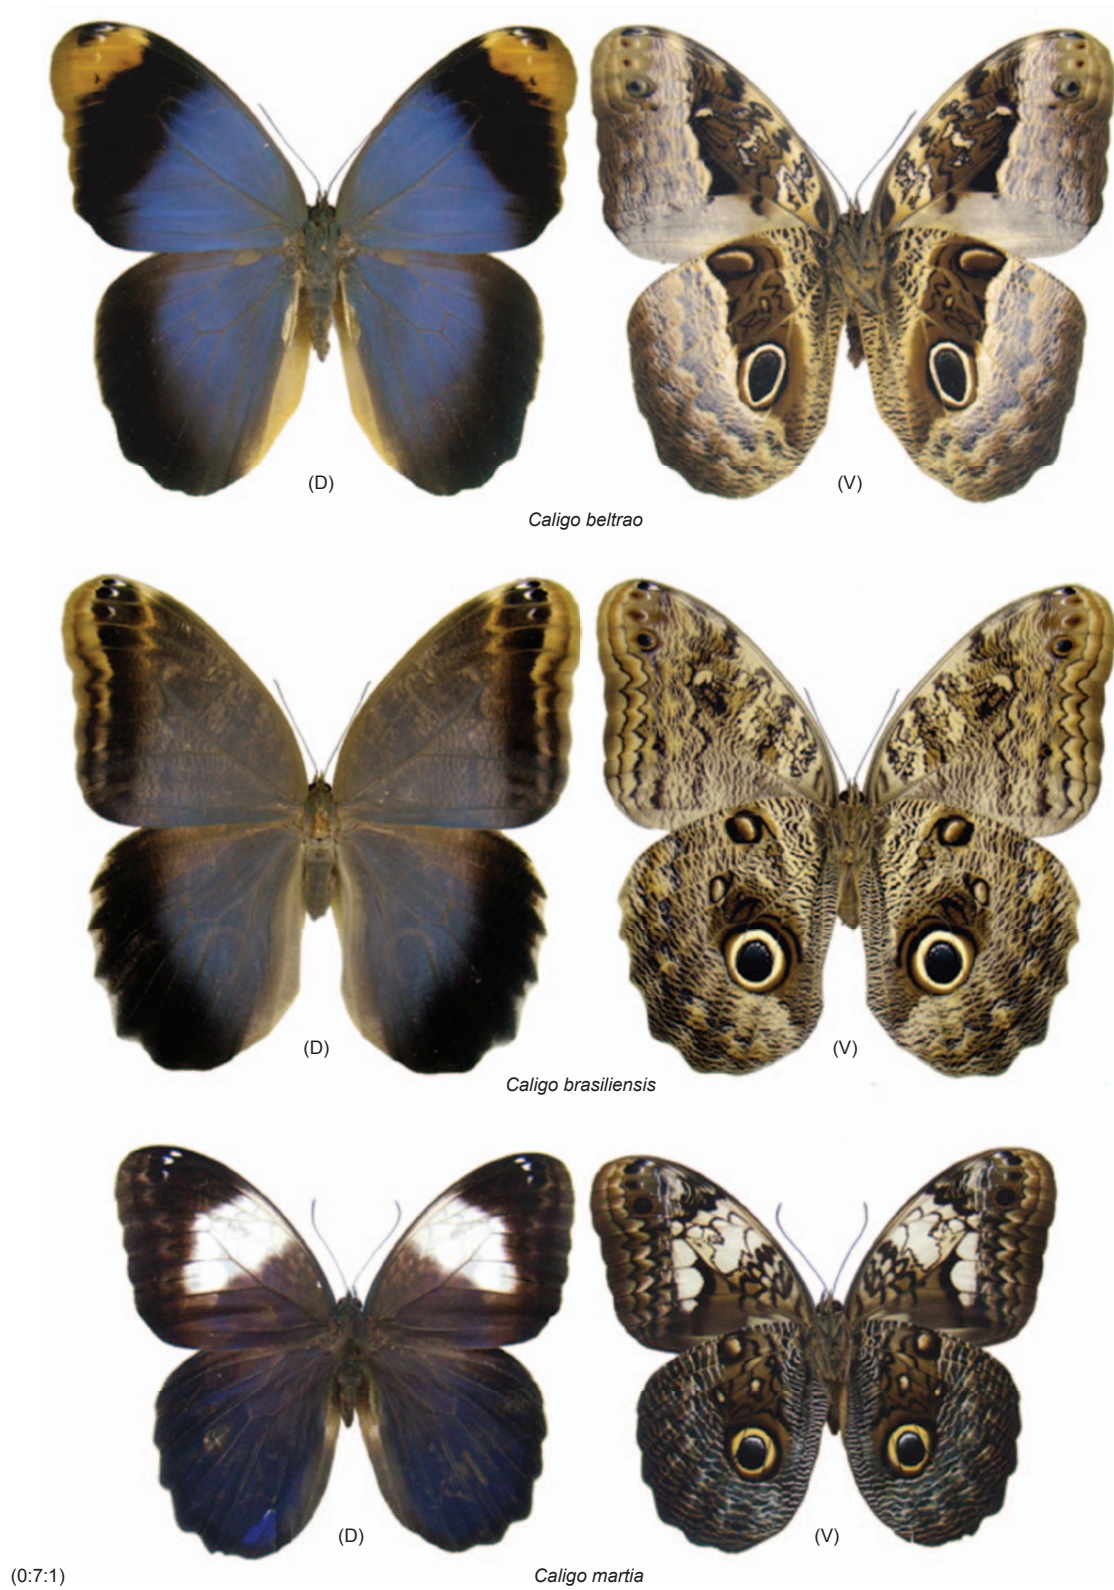 (D)
(V)
Caligo beltrao
(D)
(V)
Caligo brasiliensis
(D)
(V)
(0:7:1)
Caligo martia